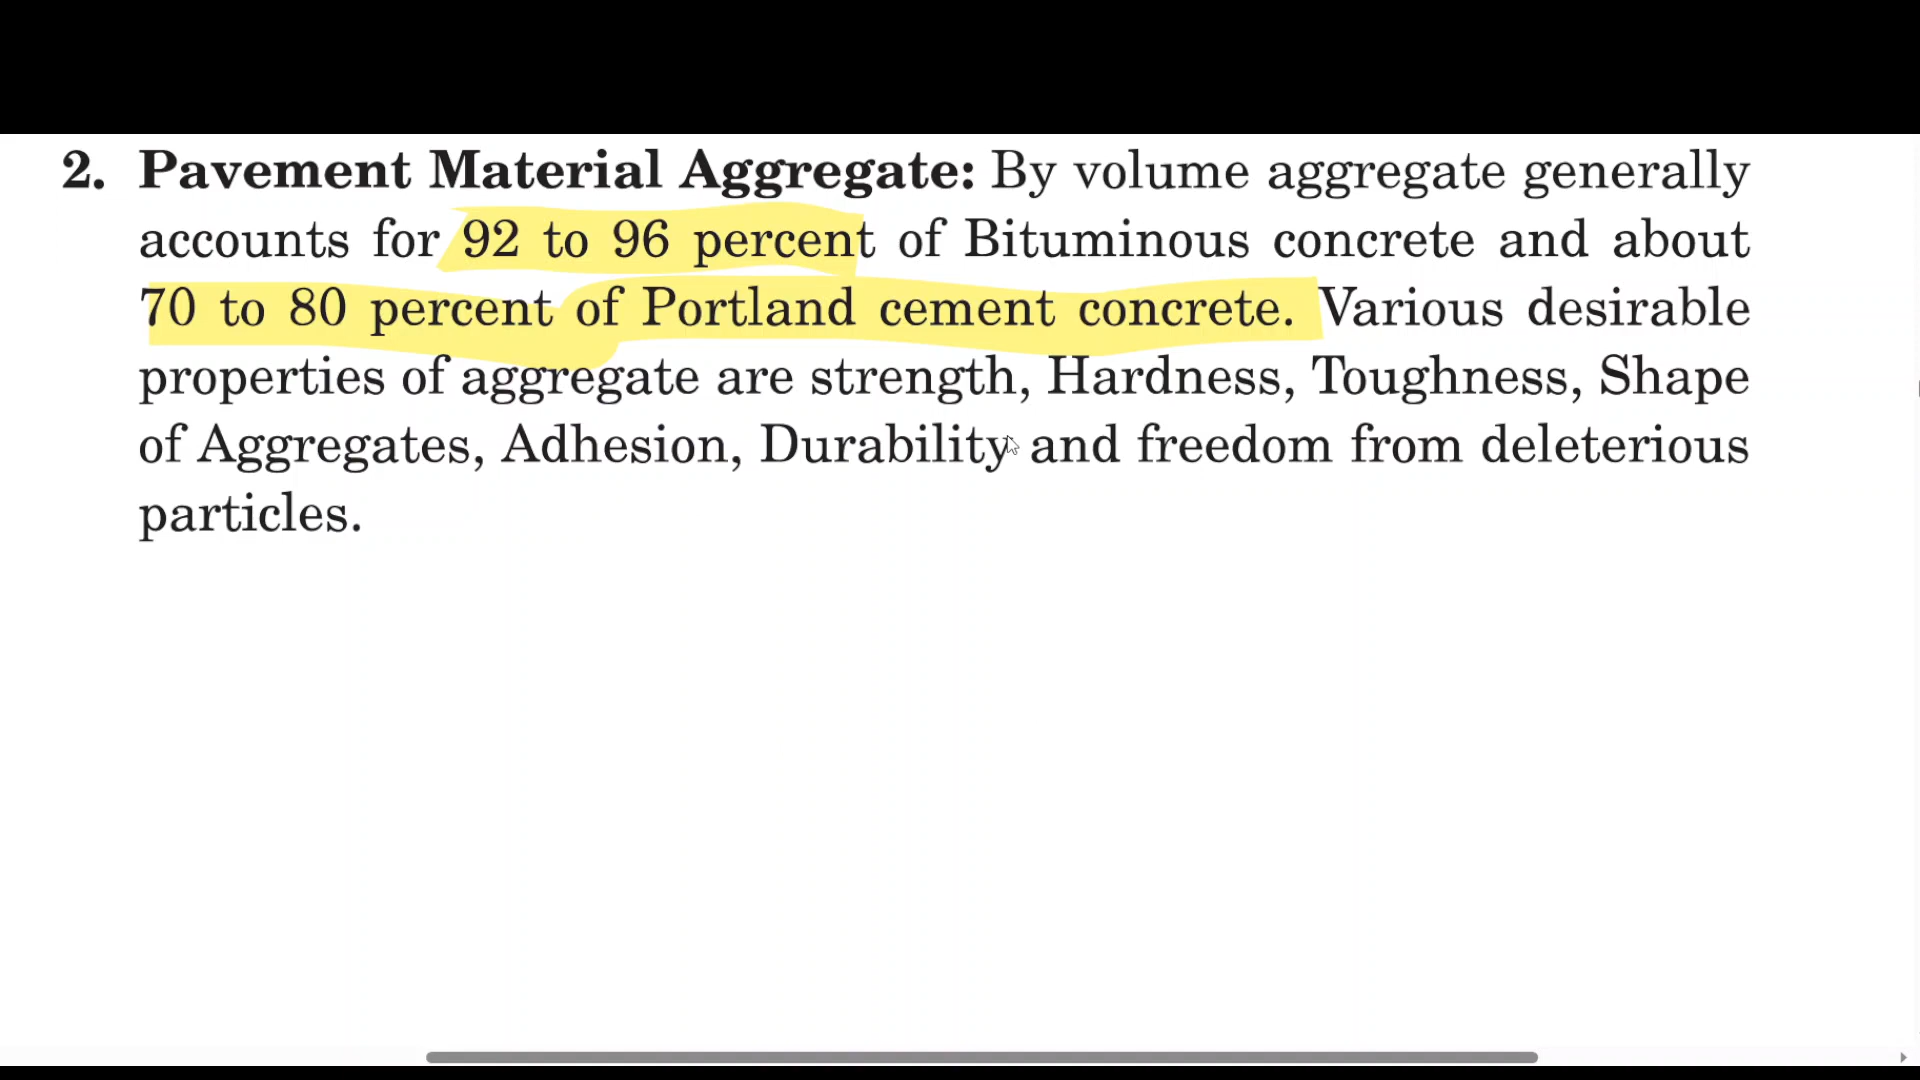 2. Pavement Material Aggregate: By volume aggregate generally
accounts for 92 to 96 percent of Bituminous concrete and about
70 to 80 percent of Portland cement concrete. Various desirable
properties of aggregate are strength, Hardness, Toughness, Shape
of Aggregates, Adhesion, Durability and freedom from deleterious
particles.